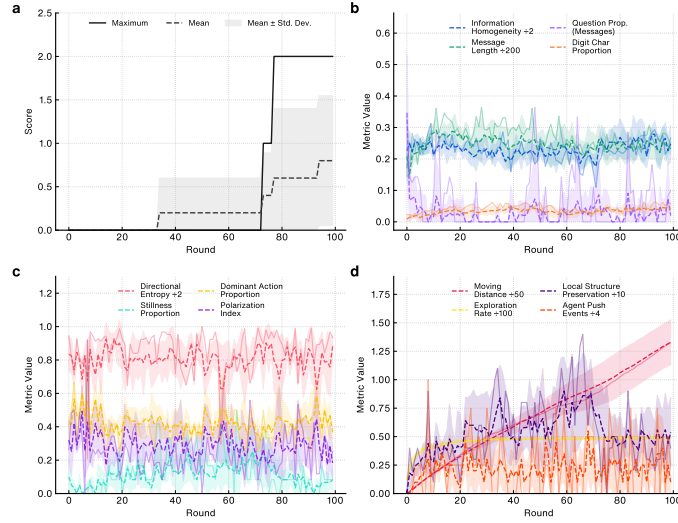 a
Maximum
Mean
Mean ± Std. Dev.
2.5
2.0
1.5
1.0
0.5
0.0
Score
0
20
40
60
80
100
Round
b
Information
Homogeneity ÷2
Message
Length ÷200
Question Prop.
(Messages)
Digit Char
Proportion
0.6
0.5
0.4
0.3
0.2
0.1
0.0
Metric Value
0
20
40
60
80
100
Round
c
Directional
Entropy ÷2
Stillness
Proportion
Dominant Action
Proportion
Polarization
Index
1.2
1.0
0.8
0.6
0.4
0.2
0.0
Metric Value
0
20
40
60
80
100
Round
d
Moving
Distance ÷50
Exploration
Rate ÷100
Local Structure
Preservation ÷10
Agent Push
Events ÷4
1.75
1.50
1.25
1.00
0.75
0.50
0.25
0.00
Metric Value
0
20
40
60
80
100
Round